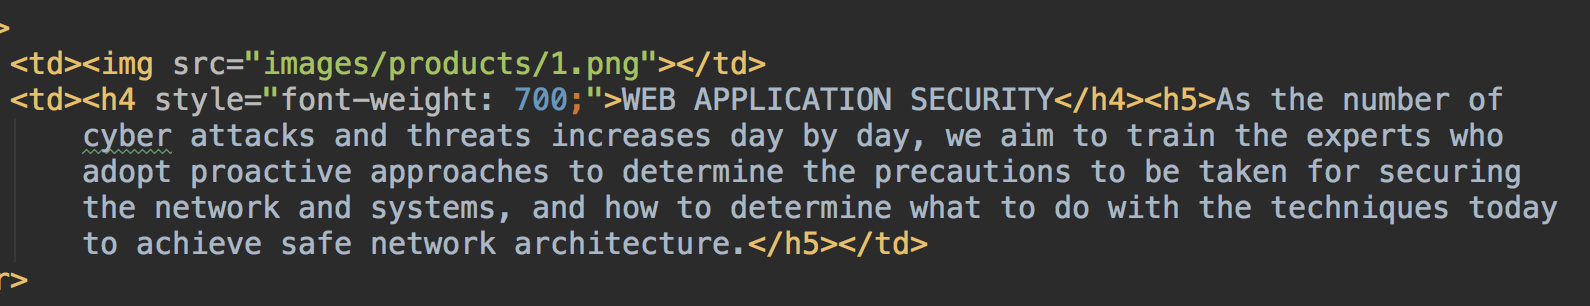 >
<td><img src="images/products/1.png"></td>
<td><h4 style="font-weight: 700;">WEB APPLICATION SECURITY</h4><h5>As the number of
cyber attacks and threats increases day by day, we aim to train the experts who
adopt proactive approaches to determine the precautions to be taken for securing
the network and systems, and how to determine what to do with the techniques today
to achieve safe network architecture.</h5></td>
r>